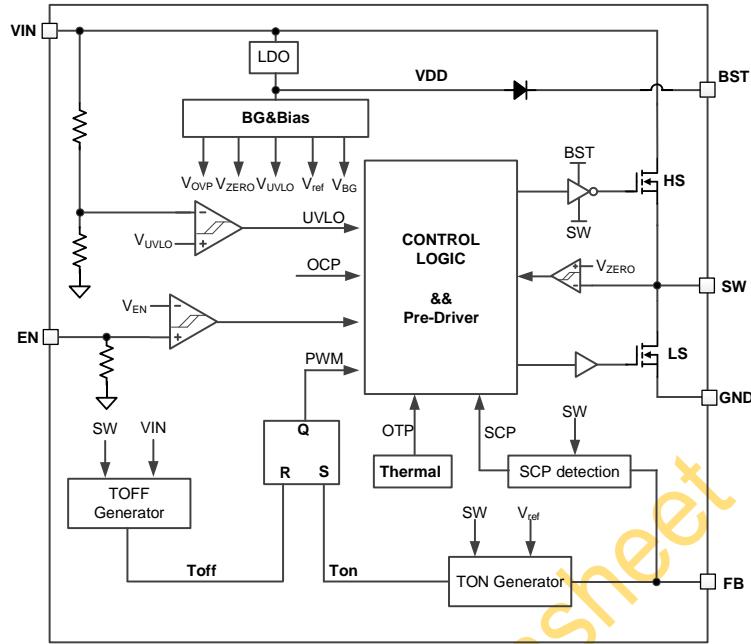 VIN
LDO
VDD
BST
BG&Bias
VOVP VZERO VUVLO Vref VBG
BST
HS
SW
UVLO
VUVLO
CONTROL
LOGIC
&&
Pre-Driver
OCP
VZERO
SW
VEN
EN
LS
PWM
GND
SW
VIN
Q
R
S
OTP
SCP
SW
Thermal
SCP detection
TOFF
Generator
SW
Vref
Toff
Ton
TON Generator
FB
sheet